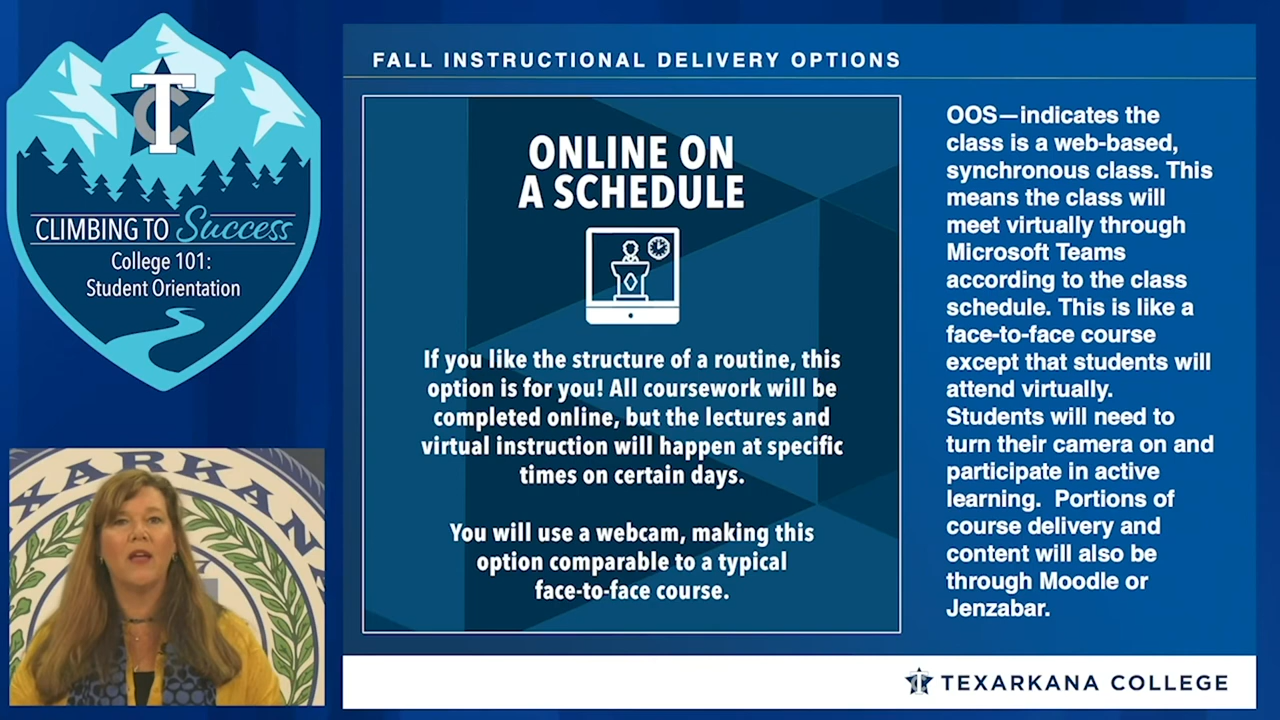 TC
CLIMBING TO Success
College 101:
Student Orientation
FALL INSTRUCTIONAL DELIVERY OPTIONS
ONLINE ON
A SCHEDULE
If you like the structure of a routine, this
option is for you! All coursework will be
completed online, but the lectures and
virtual instruction will happen at specific
times on certain days.
You will use a webcam, making this
option comparable to a typical
face-to-face course.
OOS—indicates the
class is a web-based,
synchronous class. This
means the class will
meet virtually through
Microsoft Teams
according to the class
schedule. This is like a
face-to-face course
except that students will
attend virtually.
Students will need to
turn their camera on and
participate in active
learning. Portions of
course delivery and
content will also be
through Moodle or
Jenzabar.
TC TEXARKANA COLLEGE